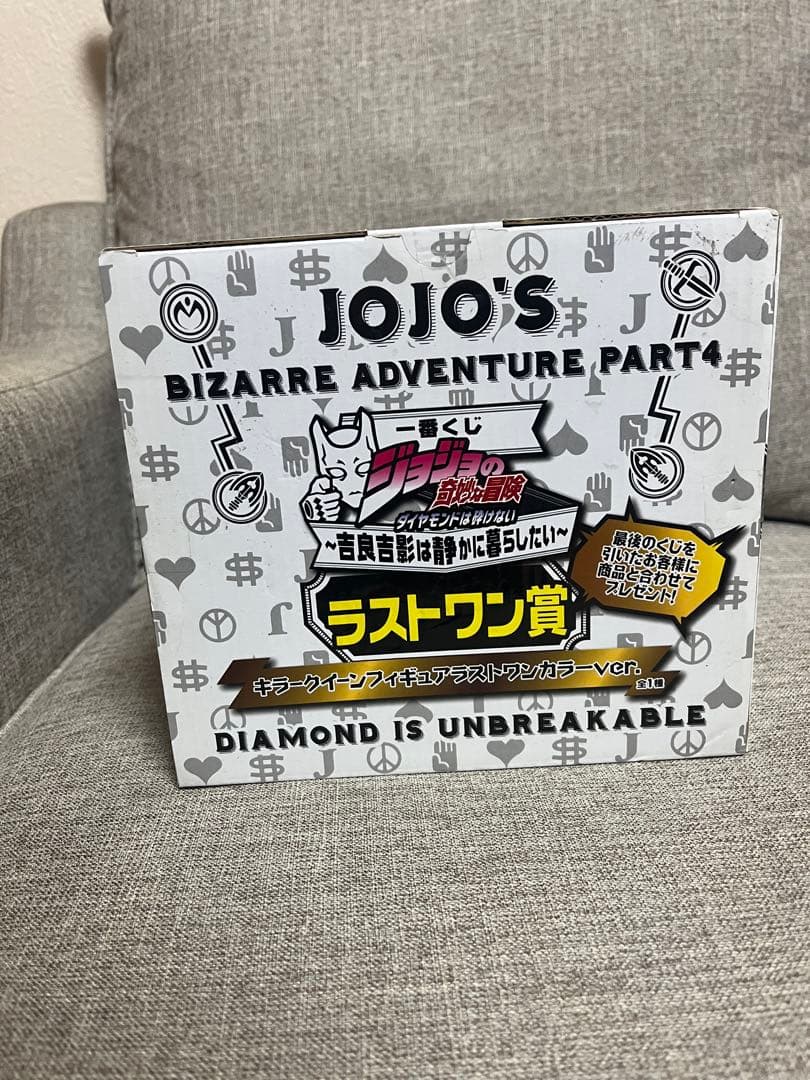 JOJO'S
BIZARRE ADVENTURE PART4
一番くじ
ジョジョの
奇妙な冒険
ダイヤモンドは砕けない
~吉良吉影は静かに暮らしたい~
最後のくじを
引いたお客様に
商品と合わせて
プレゼント!
ラストワン賞
キラークイーンフィギュアラストワンカラーver.
全1種
DIAMOND IS UNBREAKABLE